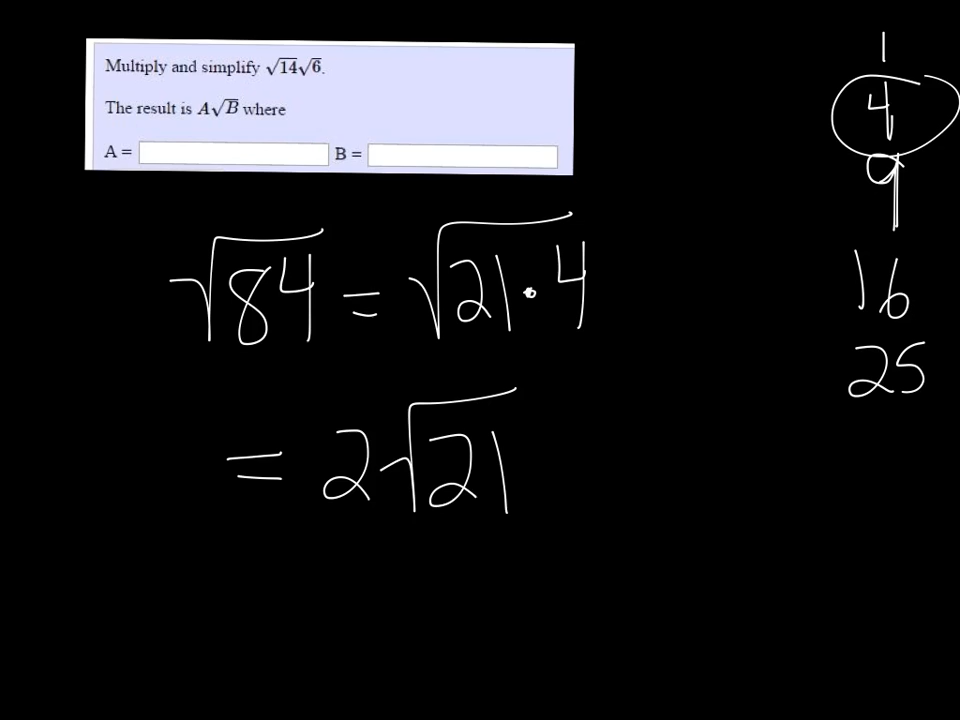 Multiply and simplify √14√6.
The result is A√B where
A = B =
√84 = √21 • 4
= 2√21
1
4
9
16
25